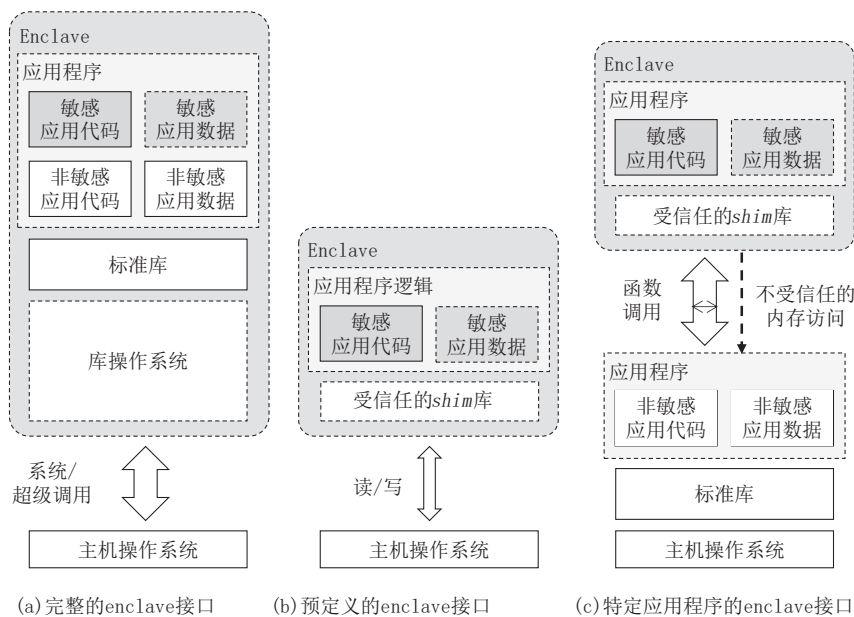 Enclave
应用程序
敏感
应用代码
敏感
应用数据
非敏感
应用代码
非敏感
应用数据
标准库
库操作系统
系统/
超级调用
主机操作系统
(a)完整的enclave接口
Enclave
应用程序逻辑
敏感
应用代码
敏感
应用数据
受信任的shim库
读/写
主机操作系统
(b)预定义的enclave接口
Enclave
应用程序
敏感
应用代码
敏感
应用数据
受信任的shim库
函数
调用
不受信任的
内存访问
应用程序
非敏感
应用代码
非敏感
应用数据
标准库
主机操作系统
(c)特定应用程序的enclave接口